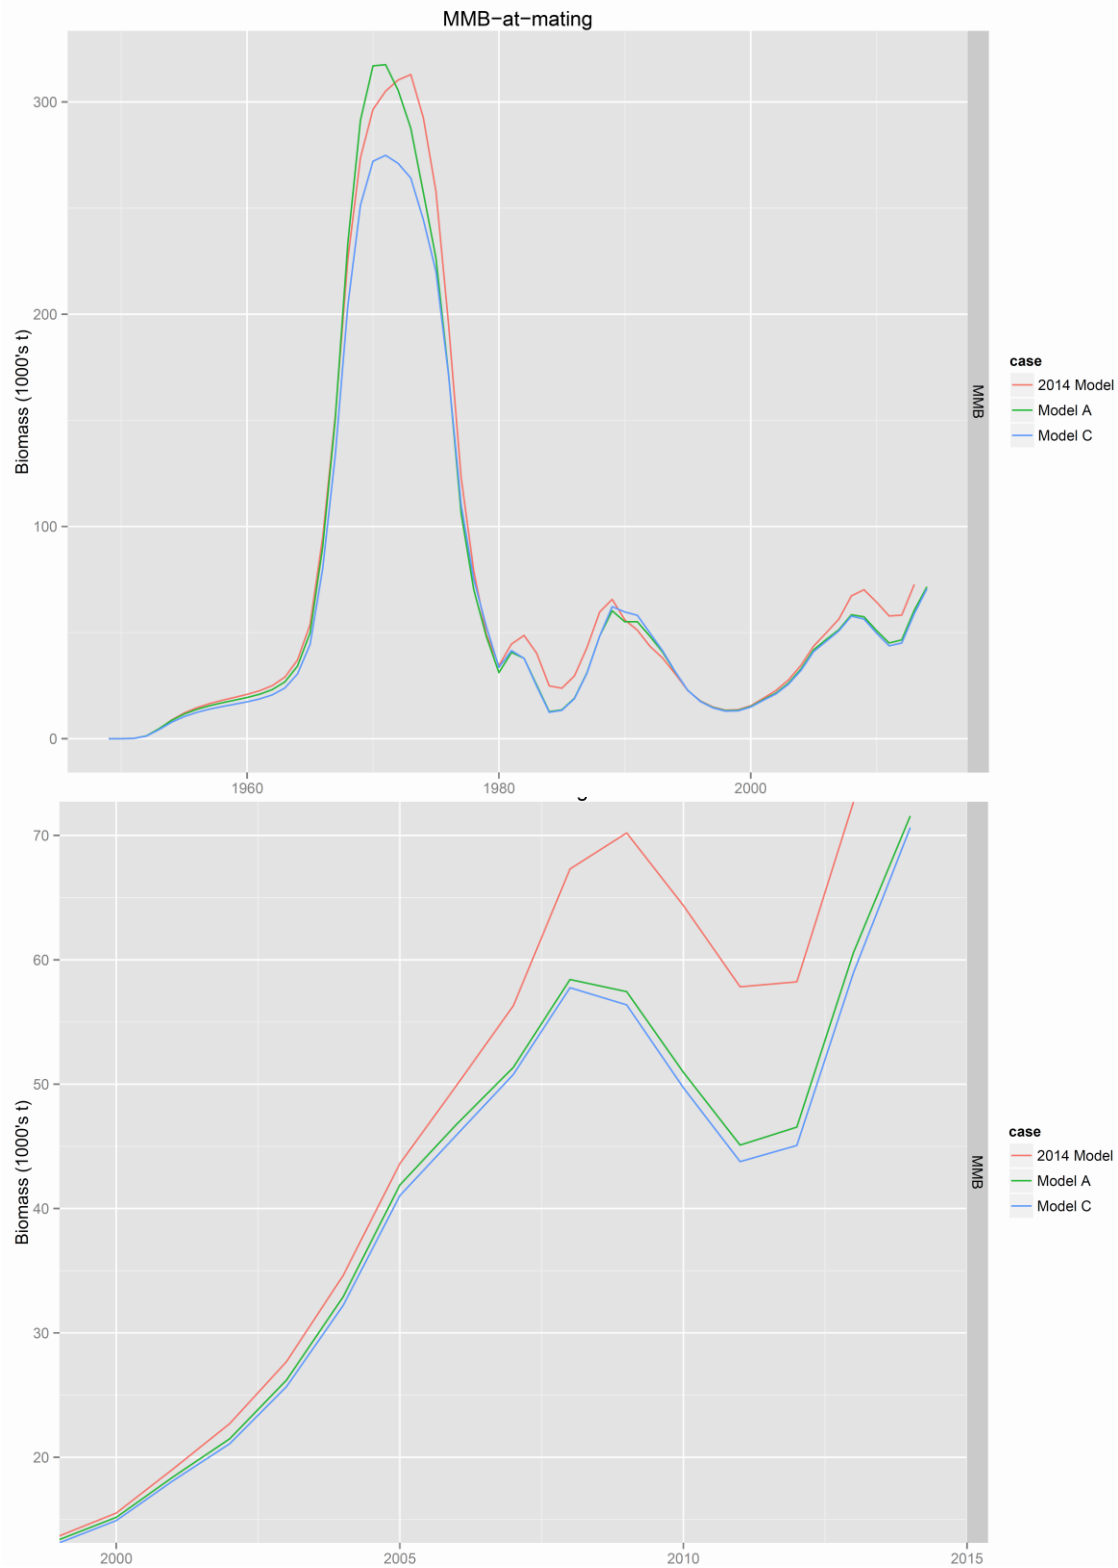 MMB-at-mating
Biomass (1000's t)
300
200
100
0
1960
1980
2000
MMB
case
2014 Model
Model A
Model C
g
Biomass (1000's t)
70
60
50
40
30
20
2000
2005
2010
2015
MMB
case
2014 Model
Model A
Model C